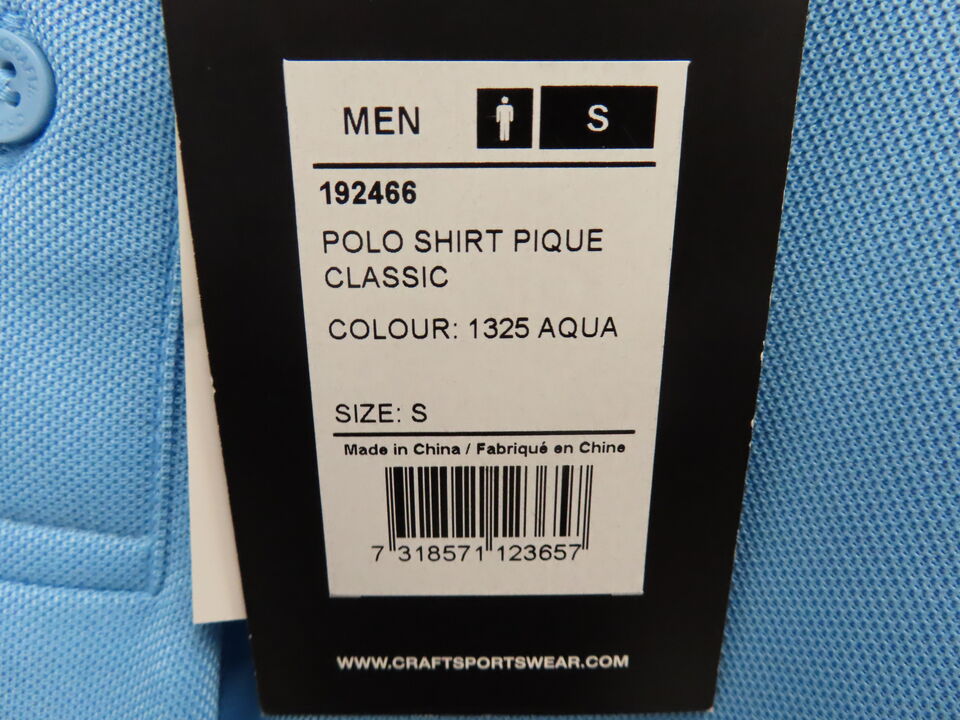 MEN S
192466
POLO SHIRT PIQUE
CLASSIC
COLOUR: 1325 AQUA
SIZE: S
Made in China / Fabriqué en Chine
7 318571 123657
WWW.CRAFTSPORTSWEAR.COM